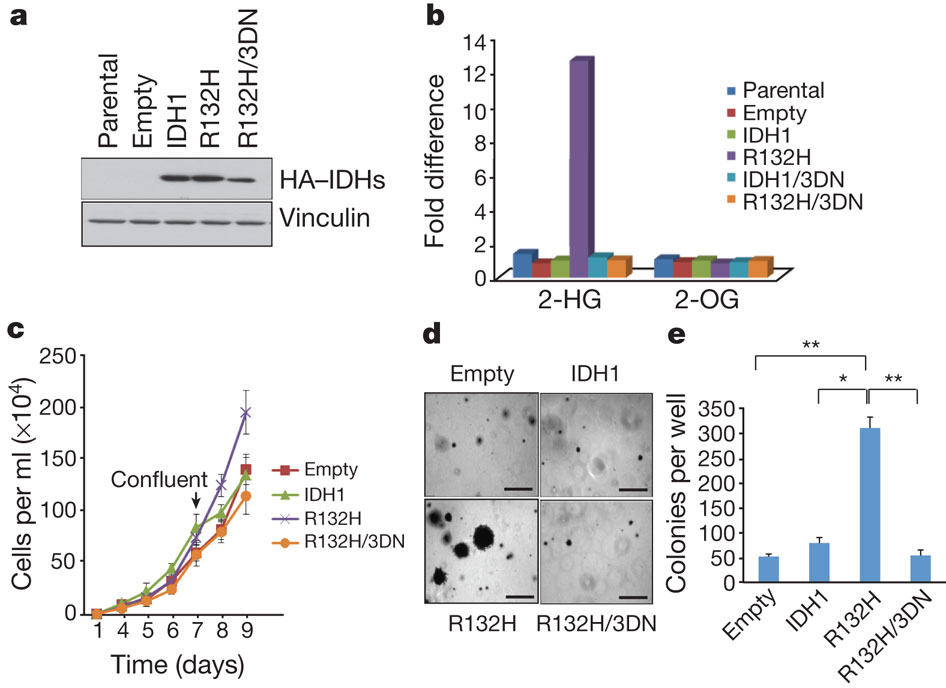 a
Parental
Empty
IDH1
R132H
R132H/3DN
HA–IDHs
Vinculin
b
Fold difference
14
12
10
8
6
4
2
0
2-HG
2-OG
Parental
Empty
IDH1
R132H
IDH1/3DN
R132H/3DN
c
Cells per ml (×10⁴)
250
200
150
100
50
0
Confluent
1 4 5 6 7 8 9
Time (days)
Empty
IDH1
R132H
R132H/3DN
d
Empty IDH1
R132H R132H/3DN
e
**
* **
Colonies per well
350
300
250
200
150
100
50
0
Empty
IDH1
R132H
R132H/3DN